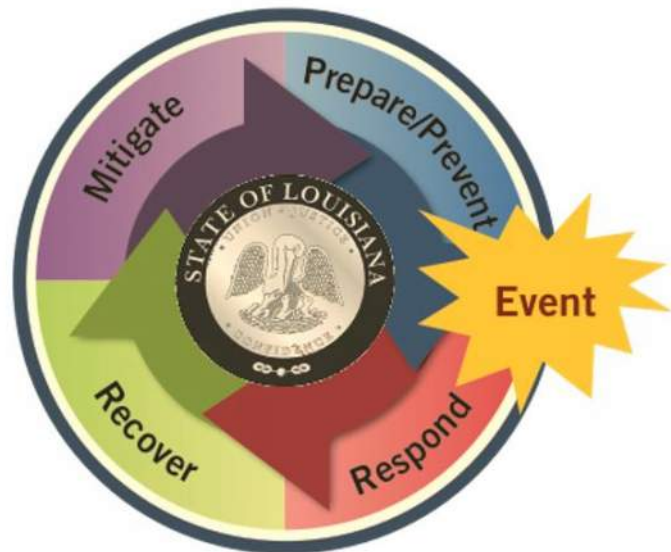 Mitigate
Prepare/Prevent
STATE OF LOUISIANA
UNION · JUSTICE
CONFIDENCE
Event
Recover
Respond